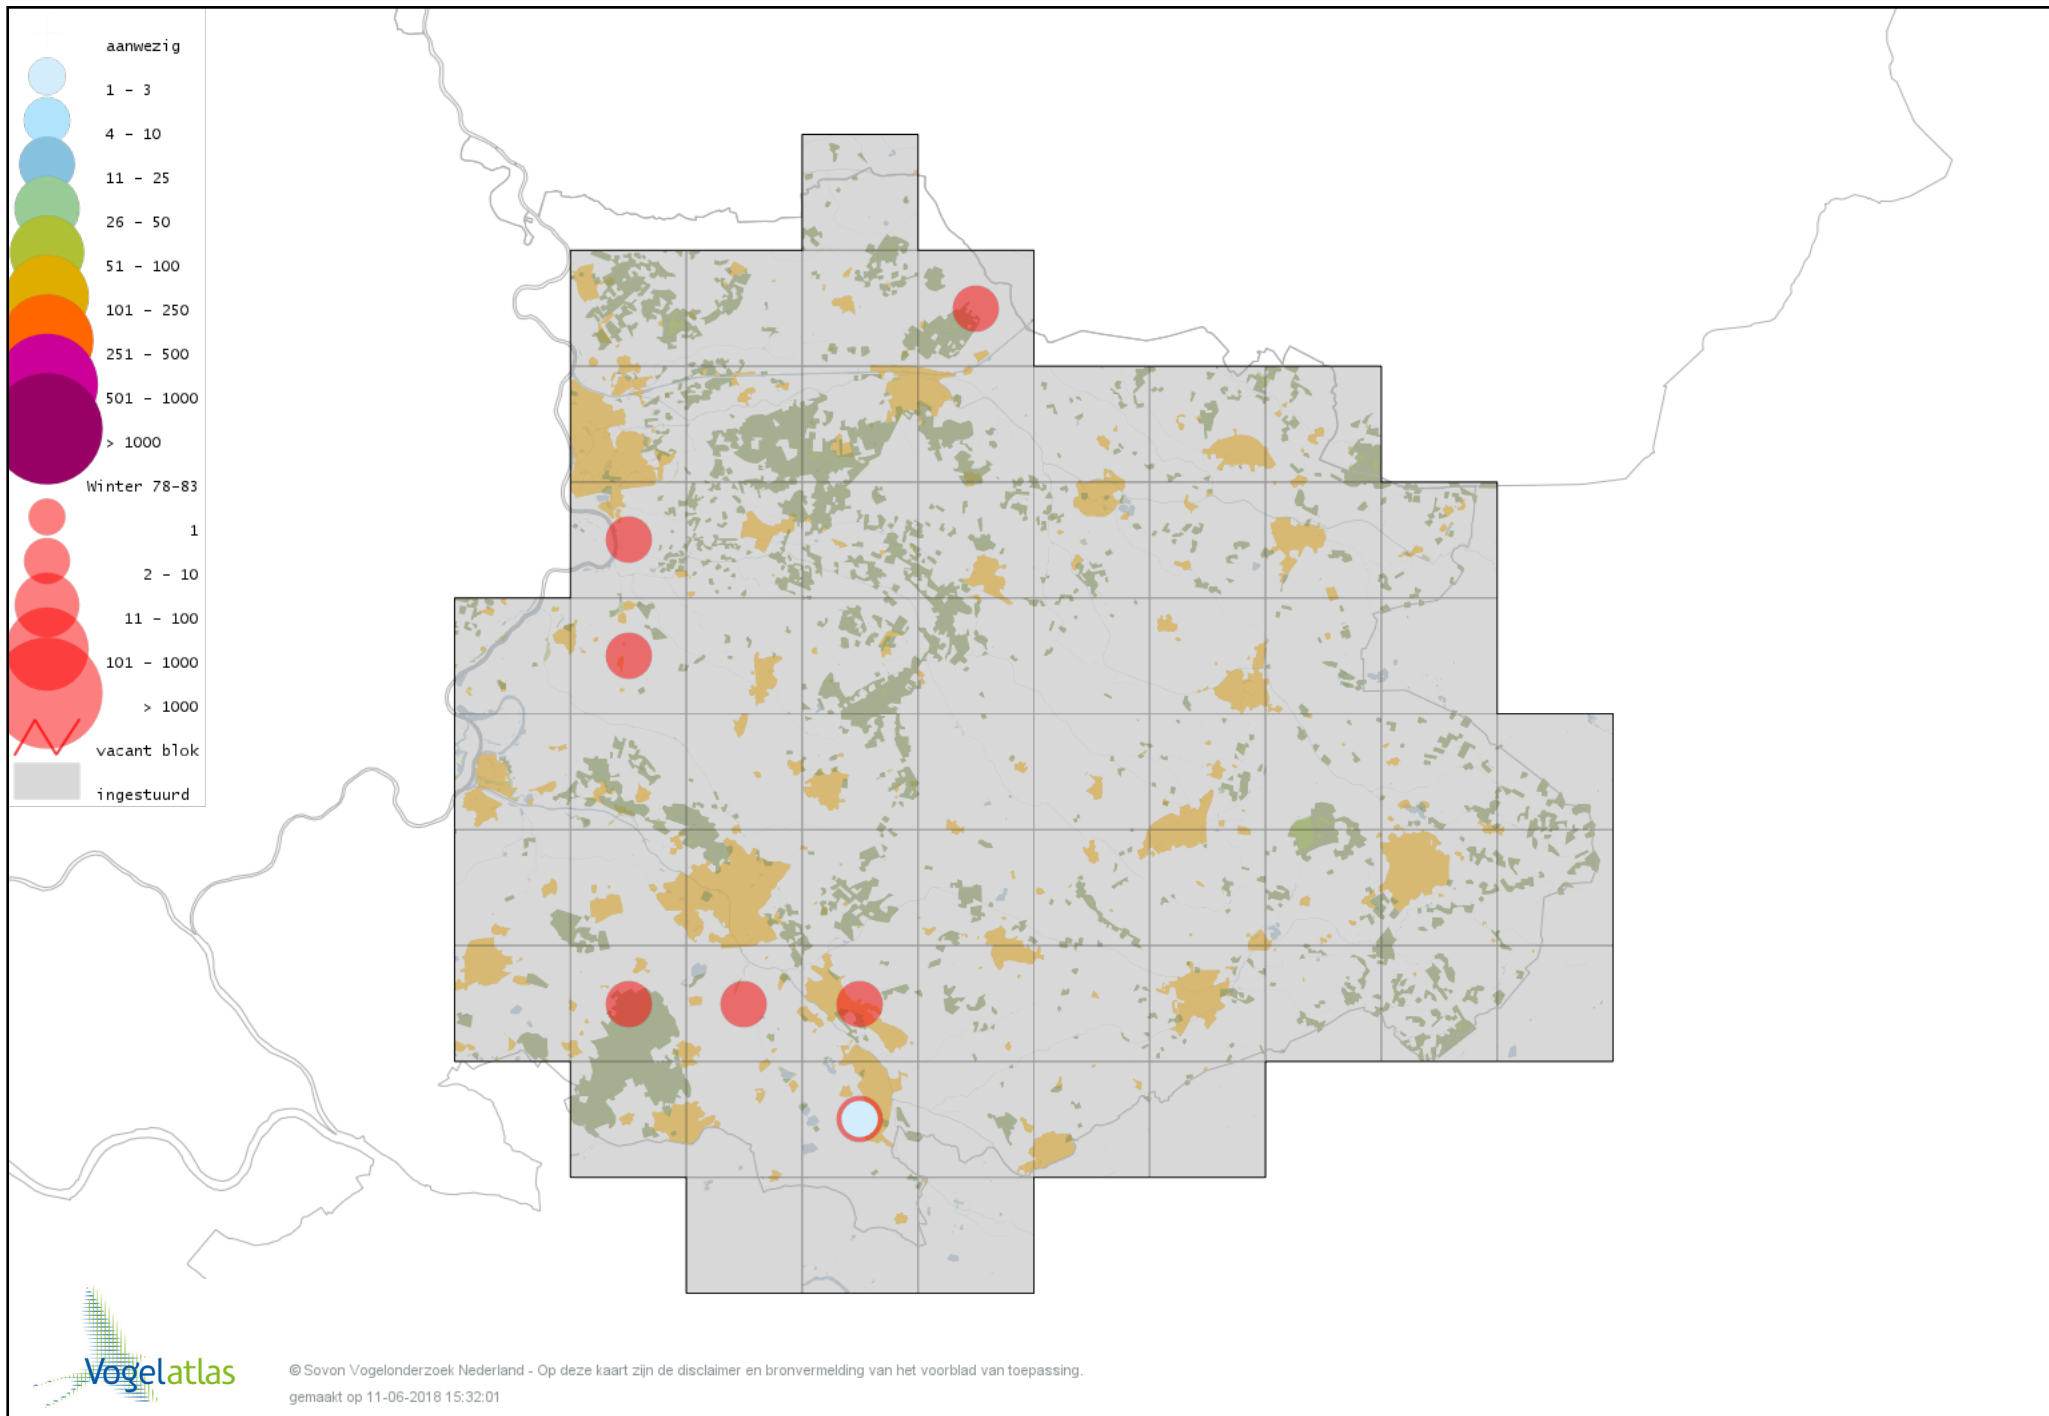 aanwezig
1 - 3
4 - 10
11 - 25
26 - 50
51 - 100
101 - 250
251 - 500
501 - 1000
> 1000
Winter 78-83
1
2 - 10
11 - 100
101 - 1000
> 1000
vacant blok
ingestuurd
Vogelatlas
© Sovon Vogelonderzoek Nederland - Op deze kaart zijn de disclaimer en bronvermelding van het voorblad van toepassing.
gemaakt op 11-06-2018 15:32:01